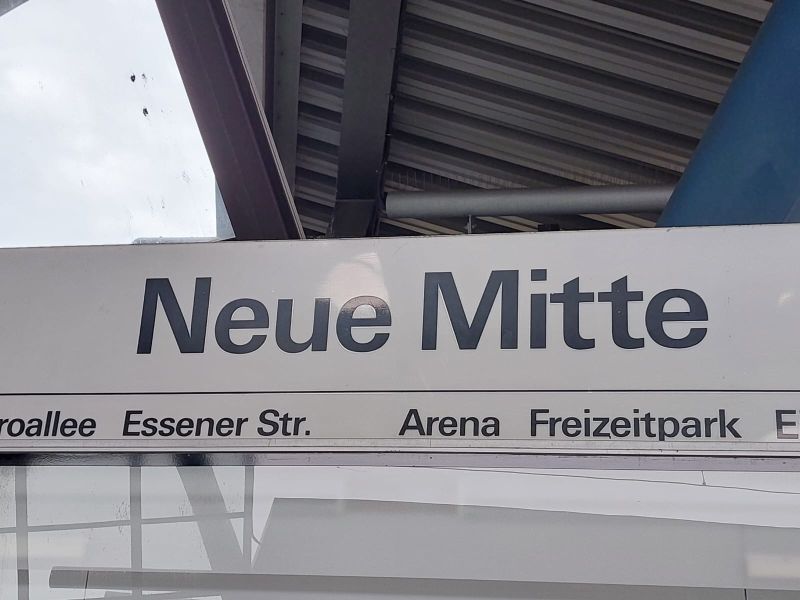 Neue Mitte
Essener Str. Arena Freizeitpark